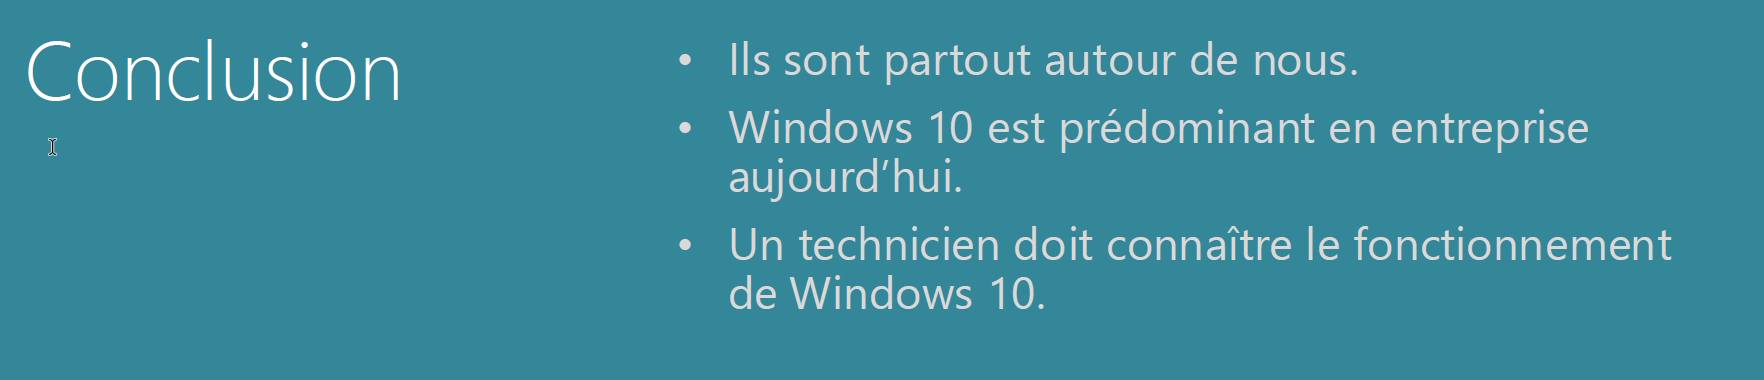 Conclusion
• Ils sont partout autour de nous.
• Windows 10 est prédominant en entreprise
aujourd’hui.
• Un technicien doit connaître le fonctionnement
de Windows 10.